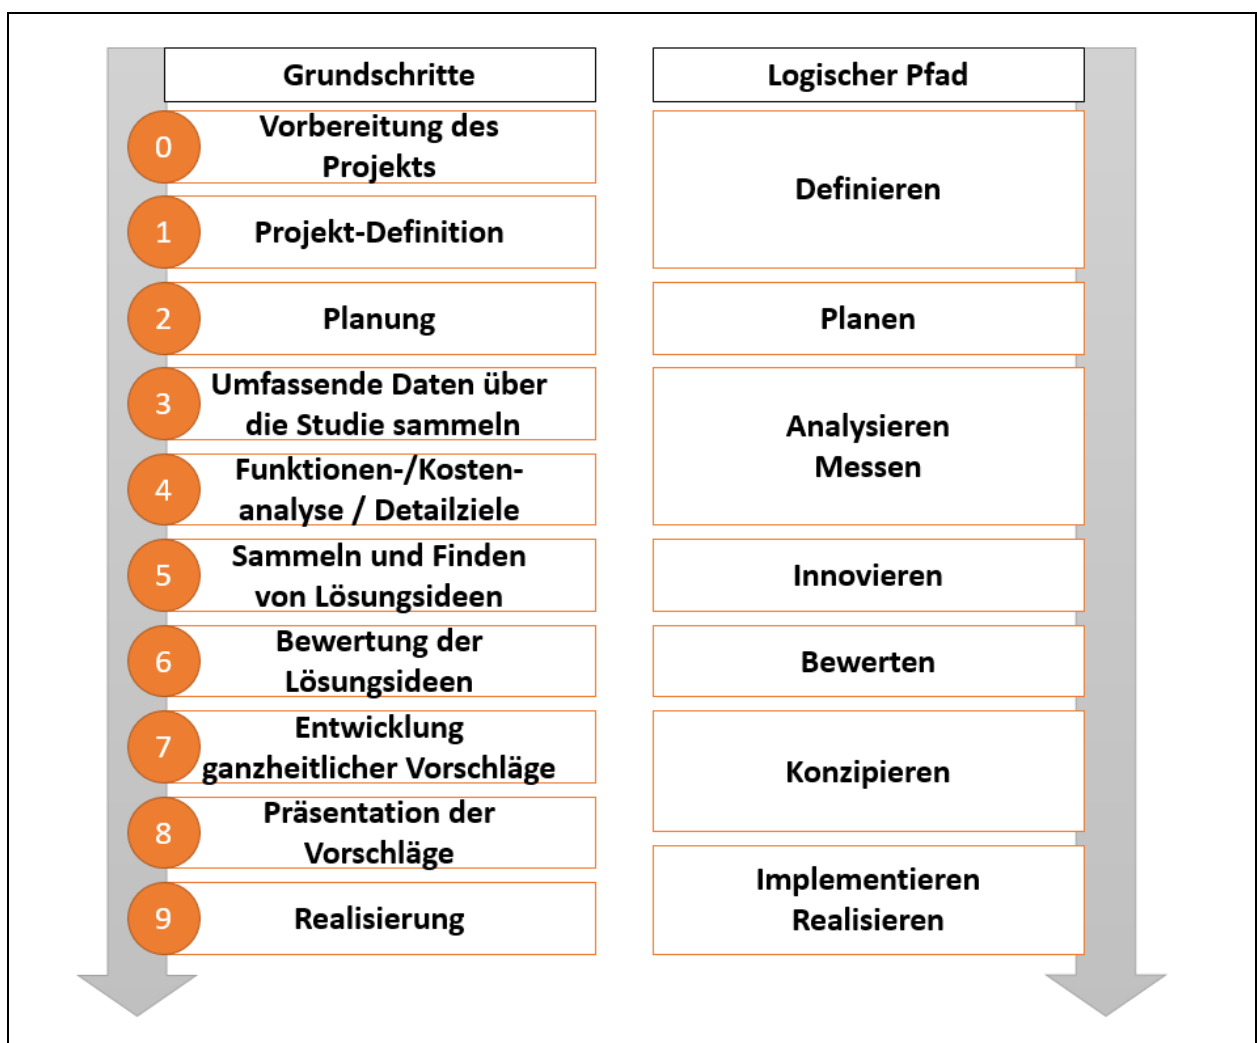 Grundschritte
Logischer Pfad
0
Vorbereitung des
Projekts
1
Projekt-Definition
Definieren
2
Planung
Planen
3
Umfassende Daten über
die Studie sammeln
4
Funktionen-/Kosten-
analyse / Detailziele
Analysieren
Messen
5
Sammeln und Finden
von Lösungsideen
Innovieren
6
Bewertung der
Lösungsideen
Bewerten
7
Entwicklung
ganzheitlicher Vorschläge
Konzipieren
8
Präsentation der
Vorschläge
9
Realisierung
Implementieren
Realisieren